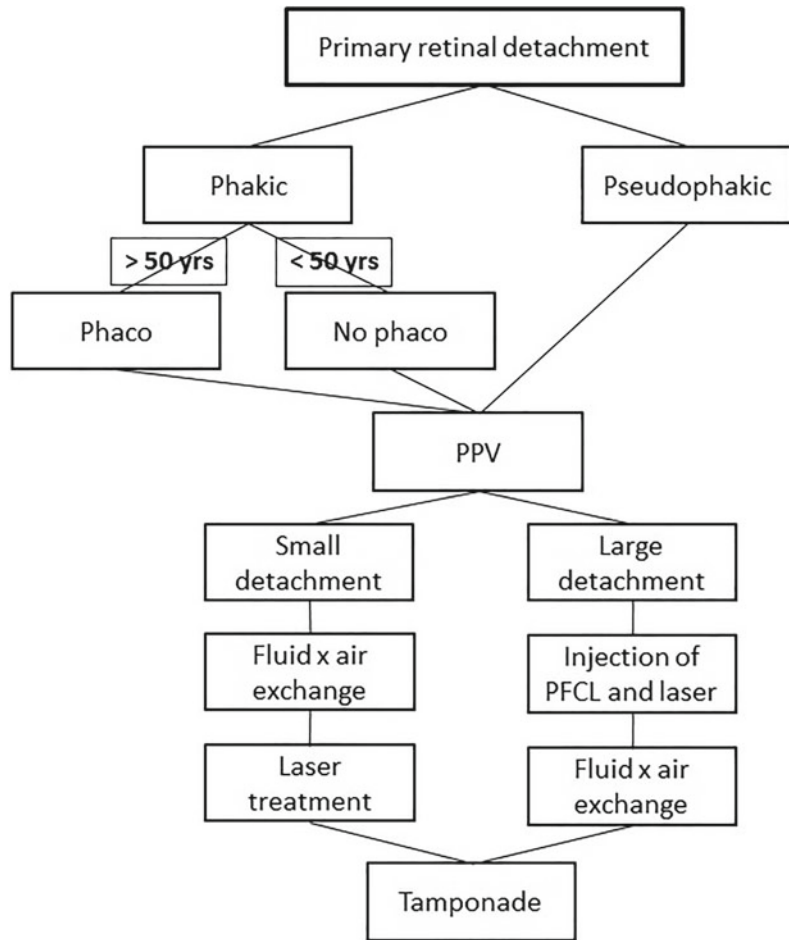 Primary retinal detachment
Phakic
Pseudophakic
> 50 yrs
< 50 yrs
Phaco
No phaco
PPV
Small
detachment
Large
detachment
Fluid x air
exchange
Injection of
PFCL and laser
Laser
treatment
Fluid x air
exchange
Tamponade